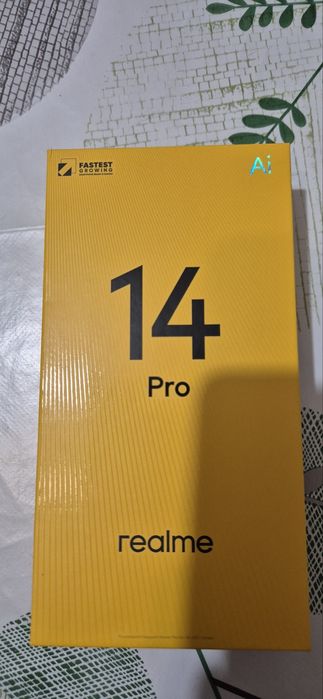 FASTEST
GROWING
Ai
14
Pro
realme